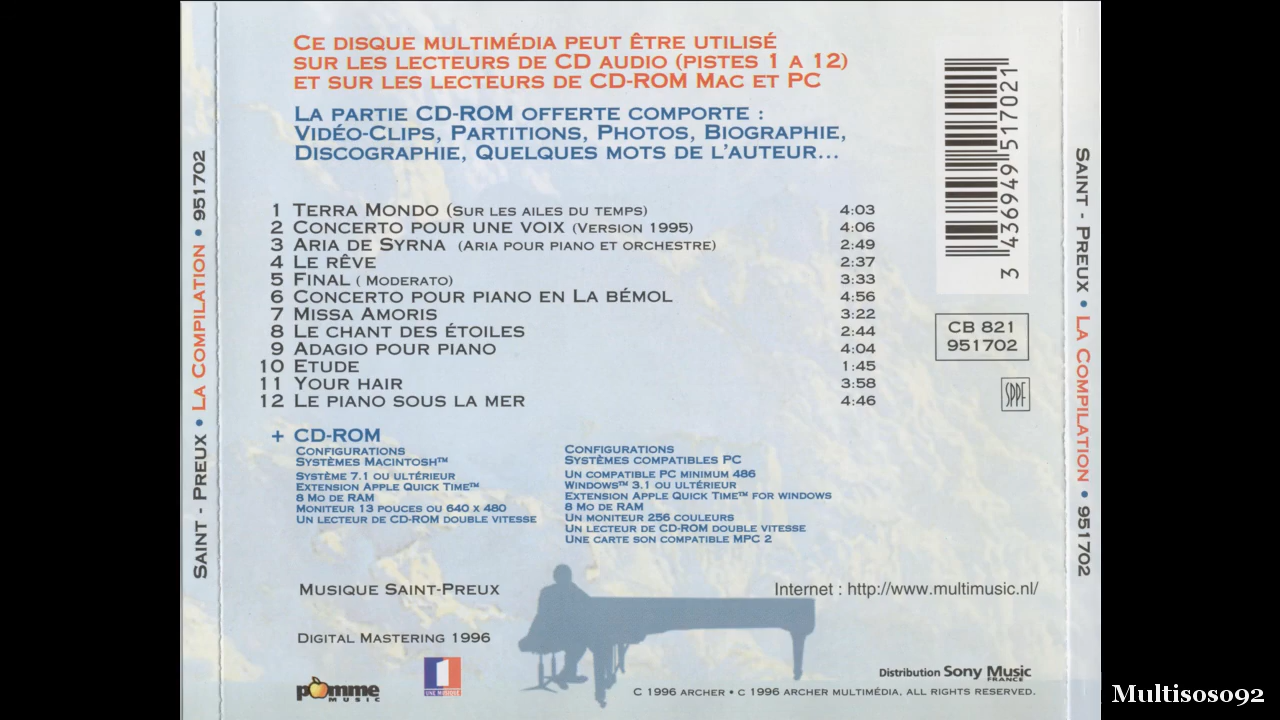 CE DISQUE MULTIMÉDIA PEUT ÊTRE UTILISÉ
SUR LES LECTEURS DE CD AUDIO (PISTES 1 A 12)
ET SUR LES LECTEURS DE CD-ROM MAC ET PC
LA PARTIE CD-ROM OFFERTE COMPORTE :
VIDÉO-CLIPS, PARTITIONS, PHOTOS, BIOGRAPHIE,
DISCOGRAPHIE, QUELQUES MOTS DE L'AUTEUR...
1 TERRA MONDO (SUR LES AILES DU TEMPS) 4:03
2 CONCERTO POUR UNE VOIX (VERSION 1995) 4:06
3 ARIA DE SYRNA (ARIA POUR PIANO ET ORCHESTRE) 2:49
4 LE RÊVE 2:37
5 FINAL ( MODERATO) 3:33
6 CONCERTO POUR PIANO EN LA BÉMOL 4:56
7 MISSA AMORIS 3:22
8 LE CHANT DES ÉTOILES 2:44
9 ADAGIO POUR PIANO 4:04
10 ETUDE 1:45
11 YOUR HAIR 3:58
12 LE PIANO SOUS LA MER 4:46
+ CD-ROM
CONFIGURATIONS
SYSTÈMES MACINTOSH™
SYSTÈME 7.1 OU ULTÉRIEUR
EXTENSION APPLE QUICK TIME™
8 MO DE RAM
MONITEUR 13 POUCES OU 640 X 480
UN LECTEUR DE CD-ROM DOUBLE VITESSE
CONFIGURATIONS
SYSTÈMES COMPATIBLES PC
UN COMPATIBLE PC MINIMUM 486
WINDOWS™ 3.1 OU ULTÉRIEUR
EXTENSION APPLE QUICK TIME™ FOR WINDOWS
8 MO DE RAM
UN MONITEUR 256 COULEURS
UN LECTEUR DE CD-ROM DOUBLE VITESSE
UNE CARTE SON COMPATIBLE MPC 2
MUSIQUE SAINT-PREUX
Internet : http://www.multimusic.nl/
DIGITAL MASTERING 1996
pomme
MUSIC
1
UNE MUSIQUE
Distribution Sony Music
FRANCE
C 1996 ARCHER • C 1996 ARCHER MULTIMÉDIA, ALL RIGHTS RESERVED.
3 436949 517021
CB 821
951702
SPPF
SAINT - PREUX • LA COMPILATION • 951702
SAINT - PREUX • LA COMPILATION • 951702
Multisoso92